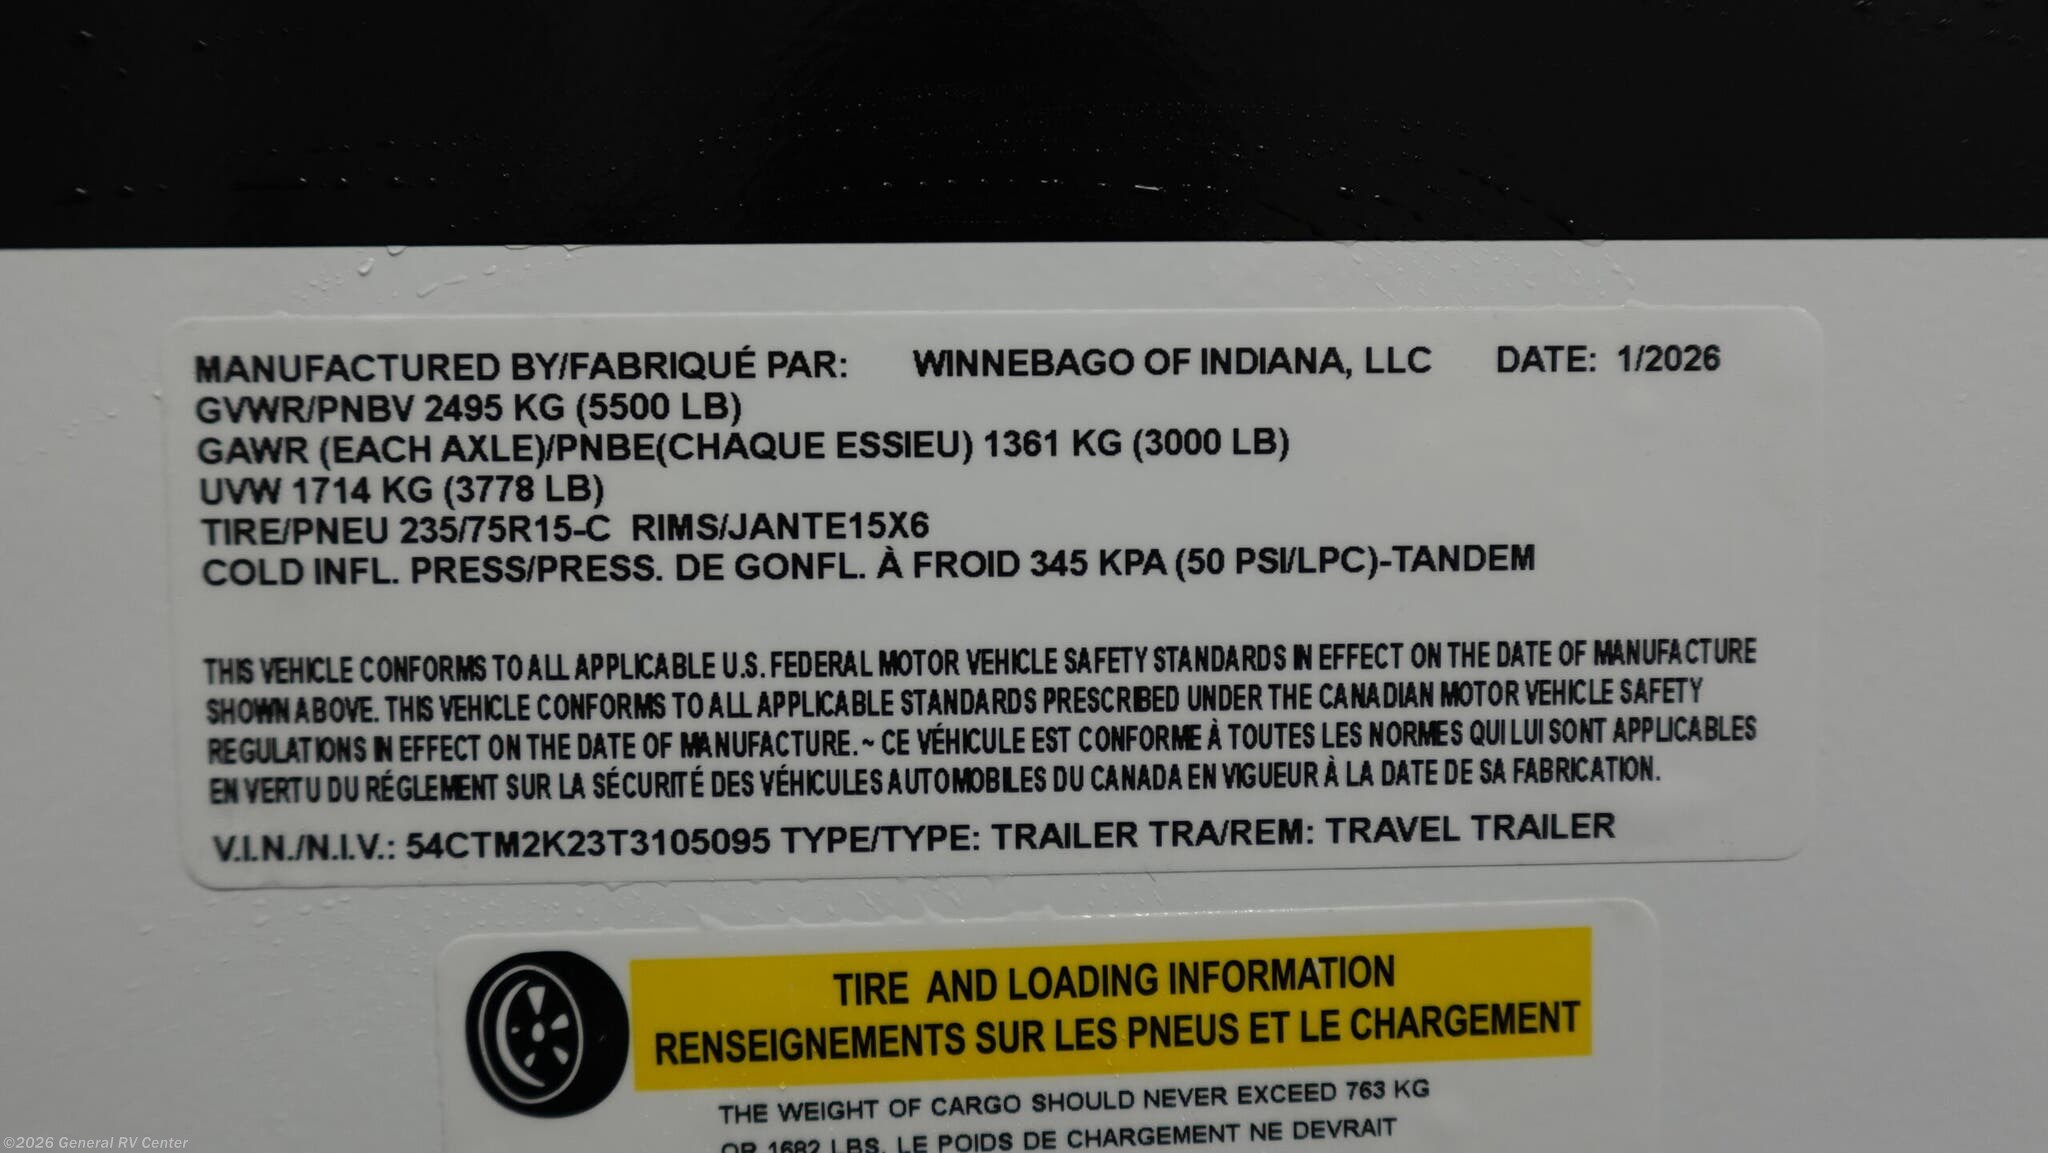 MANUFACTURED BY/FABRIQUÉ PAR: WINNEBAGO OF INDIANA, LLC DATE: 1/2026
GVWR/PNBV 2495 KG (5500 LB)
GAWR (EACH AXLE)/PNBE(CHAQUE ESSIEU) 1361 KG (3000 LB)
UVW 1714 KG (3778 LB)
TIRE/PNEU 235/75R15-C RIMS/JANTE15X6
COLD INFL. PRESS/PRESS. DE GONFL. À FROID 345 KPA (50 PSI/LPC)-TANDEM
THIS VEHICLE CONFORMS TO ALL APPLICABLE U.S. FEDERAL MOTOR VEHICLE SAFETY STANDARDS IN EFFECT ON THE DATE OF MANUFACTURE
SHOWN ABOVE. THIS VEHICLE CONFORMS TO ALL APPLICABLE STANDARDS PRESCRIBED UNDER THE CANADIAN MOTOR VEHICLE SAFETY
REGULATIONS IN EFFECT ON THE DATE OF MANUFACTURE. ~ CE VÉHICULE EST CONFORME À TOUTES LES NORMES QUI LUI SONT APPLICABLES
EN VERTU DU RÉGLEMENT SUR LA SÉCURITÉ DES VÉHICULES AUTOMOBILES DU CANADA EN VIGUEUR À LA DATE DE SA FABRICATION.
V.I.N./N.I.V.: 54CTM2K23T3105095 TYPE/TYPE: TRAILER TRA/REM: TRAVEL TRAILER
TIRE AND LOADING INFORMATION
RENSEIGNEMENTS SUR LES PNEUS ET LE CHARGEMENT
THE WEIGHT OF CARGO SHOULD NEVER EXCEED 763 KG
OR 1682 LBS. LE POIDS DE CHARGEMENT NE DEVRAIT
©2026 General RV Center